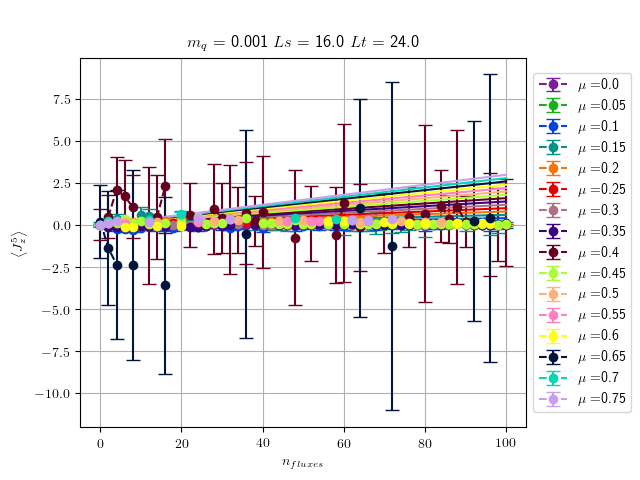 m_q = 0.001 Ls = 16.0 Lt = 24.0
7.5
5.0
2.5
0.0
−2.5
−5.0
−7.5
−10.0
⟨J_z^5⟩
0 20 40 60 80 100
n_fluxes
μ =0.0
μ =0.05
μ =0.1
μ =0.15
μ =0.2
μ =0.25
μ =0.3
μ =0.35
μ =0.4
μ =0.45
μ =0.5
μ =0.55
μ =0.6
μ =0.65
μ =0.7
μ =0.75